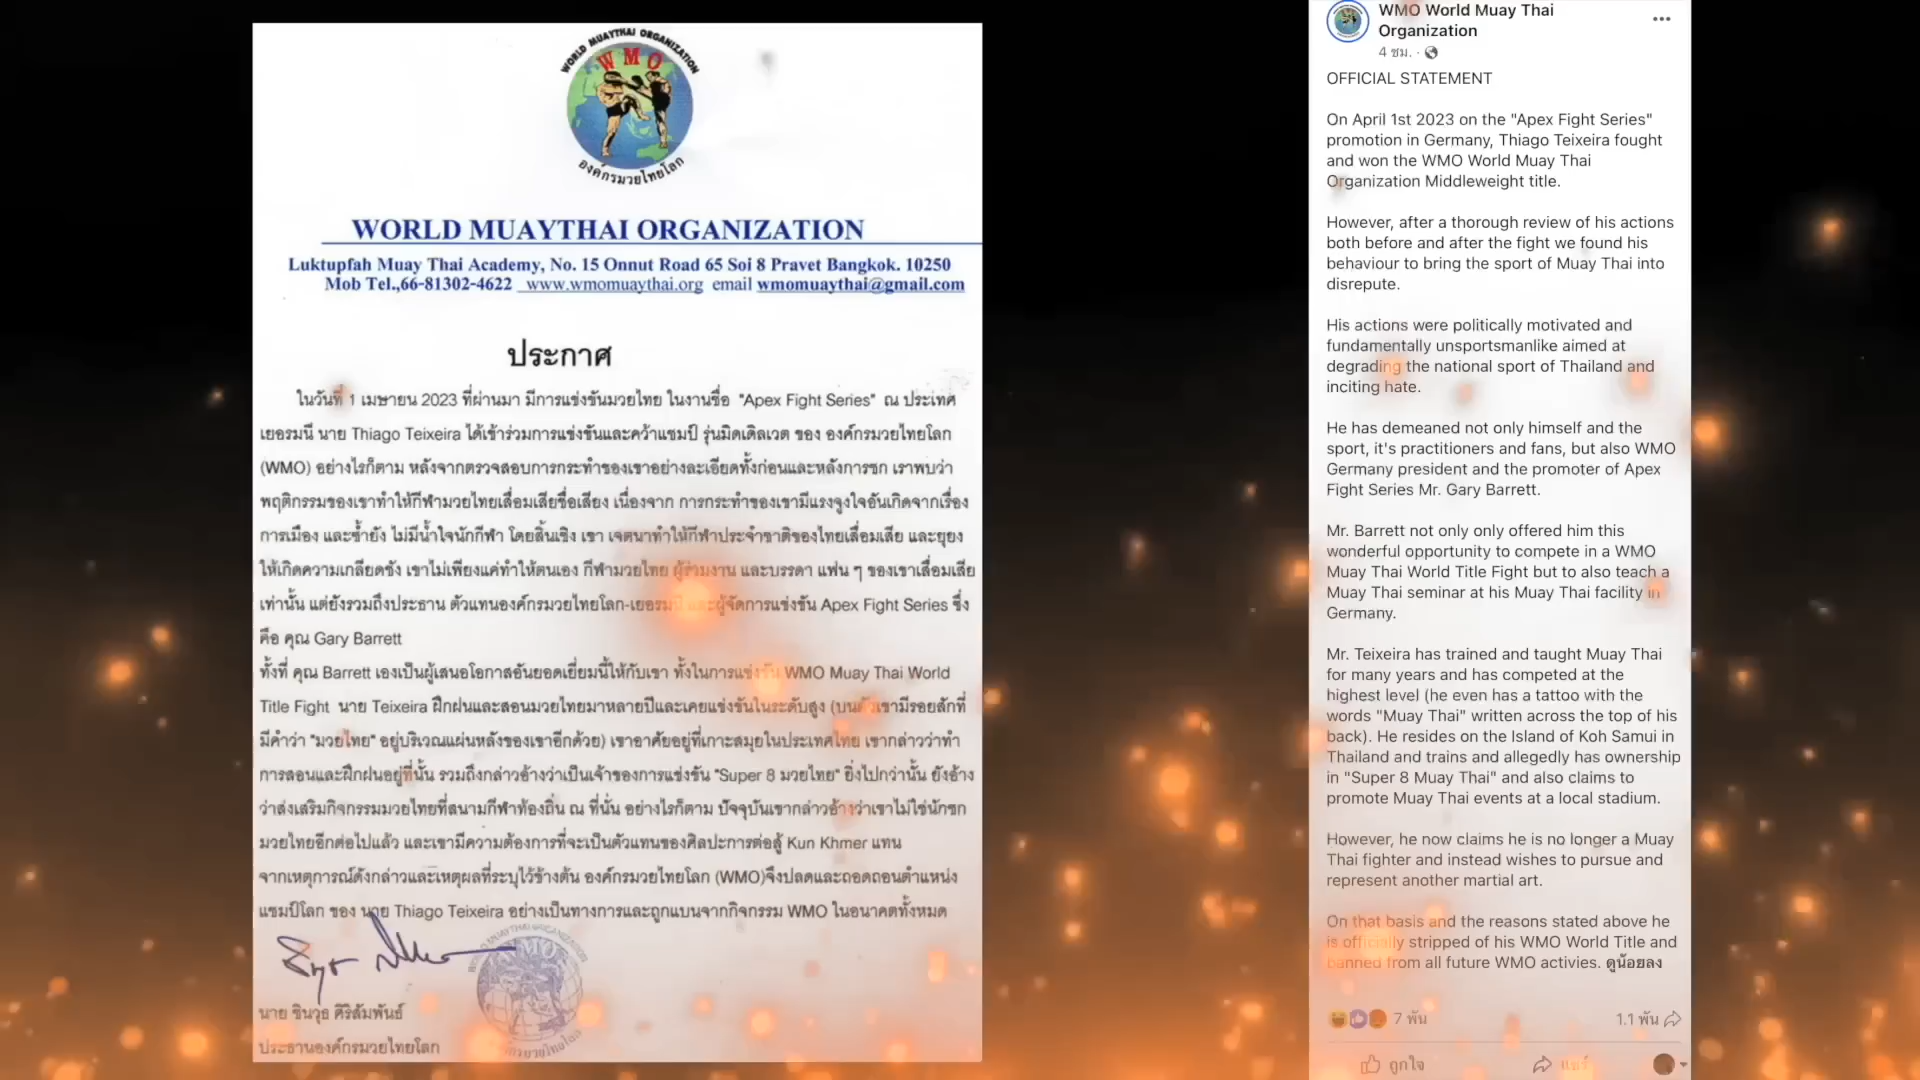 WORLD MUAYTHAI ORGANIZATION
WMO
องค์กรมวยไทยโลก
WORLD MUAYTHAI ORGANIZATION
Luktupfah Muay Thai Academy, No. 15 Onnut Road 65 Soi 8 Pravet Bangkok. 10250
Mob Tel.,66-81302-4622 www.wmomuaythai.org email wmomuaythai@gmail.com
ประกาศ
ในวันที่ 1 เมษายน 2023 ที่ผ่านมา มีการแข่งขันมวยไทย ในงานชื่อ "Apex Fight Series" ณ ประเทศ
เยอรมนี นาย Thiago Teixeira ได้เข้าร่วมการแข่งขันและคว้าแชมป์ รุ่นมิดเดิลเวต ของ องค์กรมวยไทยโลก
(WMO) อย่างไรก็ตาม หลังจากตรวจสอบการกระทำของเขาอย่างละเอียดทั้งก่อนและหลังการชก เราพบว่า
พฤติกรรมของเขาทำให้กีฬามวยไทยเสื่อมเสียชื่อเสียง เนื่องจาก การกระทำของเขามีแรงจูงใจอันเกิดจากเรื่อง
การเมือง และซ้ำยัง ไม่มีน้ำใจนักกีฬา โดยสิ้นเชิง เขา เจตนาทำให้กีฬาประจำชาติของไทยเสื่อมเสีย และยุยง
ให้เกิดความเกลียดชัง เขาไม่เพียงแค่ทำให้ตนเอง กีฬามวยไทย ผู้ร่วมงาน และบรรดา แฟน ๆ ของเขาเสื่อมเสีย
เท่านั้น แต่ยังรวมถึงประธาน ตัวแทนองค์กรมวยไทยโลก-เยอรมนี และผู้จัดการแข่งขัน Apex Fight Series ซึ่ง
คือ คุณ Gary Barrett
ทั้งที่ คุณ Barrett เองเป็นผู้เสนอโอกาสอันยอดเยี่ยมนี้ให้กับเขา ทั้งในการแข่งขัน WMO Muay Thai World
Title Fight นาย Teixeira ฝึกฝนและสอนมวยไทยมาหลายปีและเคยแข่งขันในระดับสูง (บนตัวเขามีรอยสักที่
มีคำว่า "มวยไทย" อยู่บริเวณแผ่นหลังของเขาอีกด้วย) เขาอาศัยอยู่ที่เกาะสมุยในประเทศไทย เขากล่าวว่าทำ
การสอนและฝึกฝนอยู่ที่นั้น รวมถึงกล่าวอ้างว่าเป็นเจ้าของการแข่งขัน "Super 8 มวยไทย" ยิ่งไปกว่านั้น ยังอ้าง
ว่าส่งเสริมกิจกรรมมวยไทยที่สนามกีฬาท้องถิ่น ณ ที่นั่น อย่างไรก็ตาม ปัจจุบันเขากล่าวอ้างว่าเขาไม่ใช่นักชก
มวยไทยอีกต่อไปแล้ว และเขามีความต้องการที่จะเป็นตัวแทนของศิลปะการต่อสู้ Kun Khmer แทน
จากเหตุการณ์ดังกล่าวและเหตุผลที่ระบุไว้ข้างต้น องค์กรมวยไทยโลก (WMO)จึงปลดและถอดถอนตำแหน่ง
แชมป์โลก ของ นาย Thiago Teixeira อย่างเป็นทางการและถูกแบนจากกิจกรรม WMO ในอนาคตทั้งหมด
นาย ชินวุธ ศิริสัมพันธ์
ประธานองค์กรมวยไทยโลก
WMO World Muay Thai
Organization
4 ชม. ·
OFFICIAL STATEMENT
On April 1st 2023 on the "Apex Fight Series"
promotion in Germany, Thiago Teixeira fought
and won the WMO World Muay Thai
Organization Middleweight title.
However, after a thorough review of his actions
both before and after the fight we found his
behaviour to bring the sport of Muay Thai into
disrepute.
His actions were politically motivated and
fundamentally unsportsmanlike aimed at
degrading the national sport of Thailand and
inciting hate.
He has demeaned not only himself and the
sport, it's practitioners and fans, but also WMO
Germany president and the promoter of Apex
Fight Series Mr. Gary Barrett.
Mr. Barrett not only only offered him this
wonderful opportunity to compete in a WMO
Muay Thai World Title Fight but to also teach a
Muay Thai seminar at his Muay Thai facility in
Germany.
Mr. Teixeira has trained and taught Muay Thai
for many years and has competed at the
highest level (he even has a tattoo with the
words "Muay Thai" written across the top of his
back). He resides on the Island of Koh Samui in
Thailand and trains and allegedly has ownership
in "Super 8 Muay Thai" and also claims to
promote Muay Thai events at a local stadium.
However, he now claims he is no longer a Muay
Thai fighter and instead wishes to pursue and
represent another martial art.
On that basis and the reasons stated above he
is officially stripped of his WMO World Title and
banned from all future WMO activies. ดูน้อยลง
7 พัน
1.1 พัน
ถูกใจ
แชร์